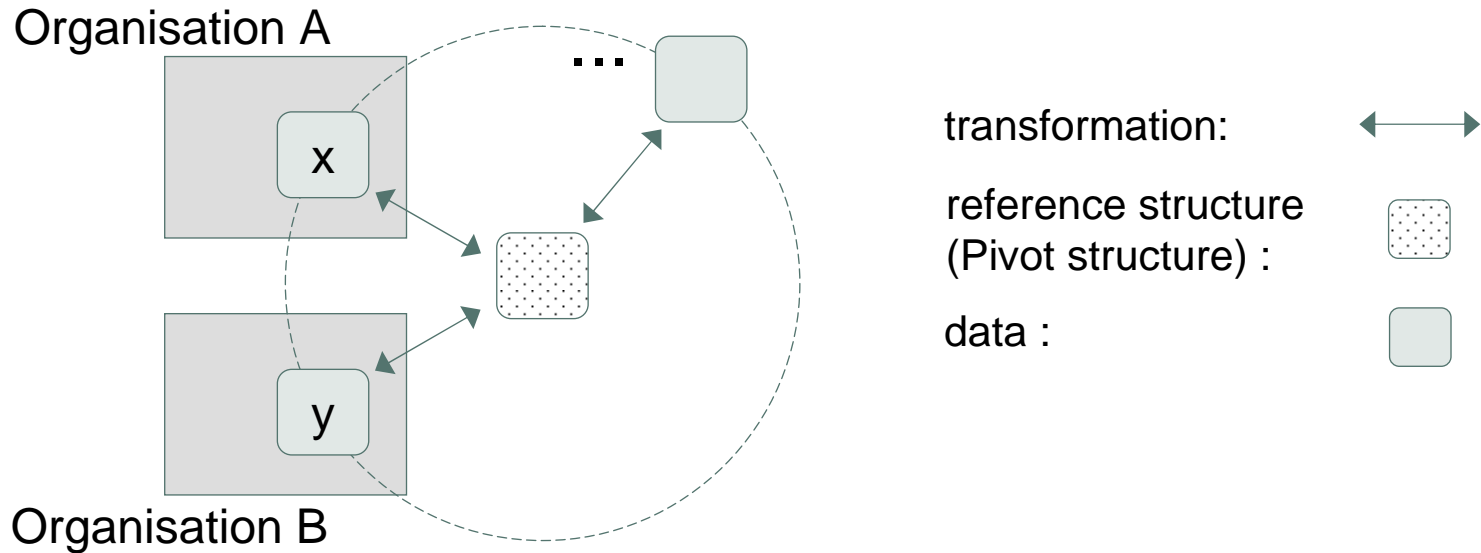 Organisation A
...
x
y
Organisation B
transformation:
reference structure
(Pivot structure) :
data :